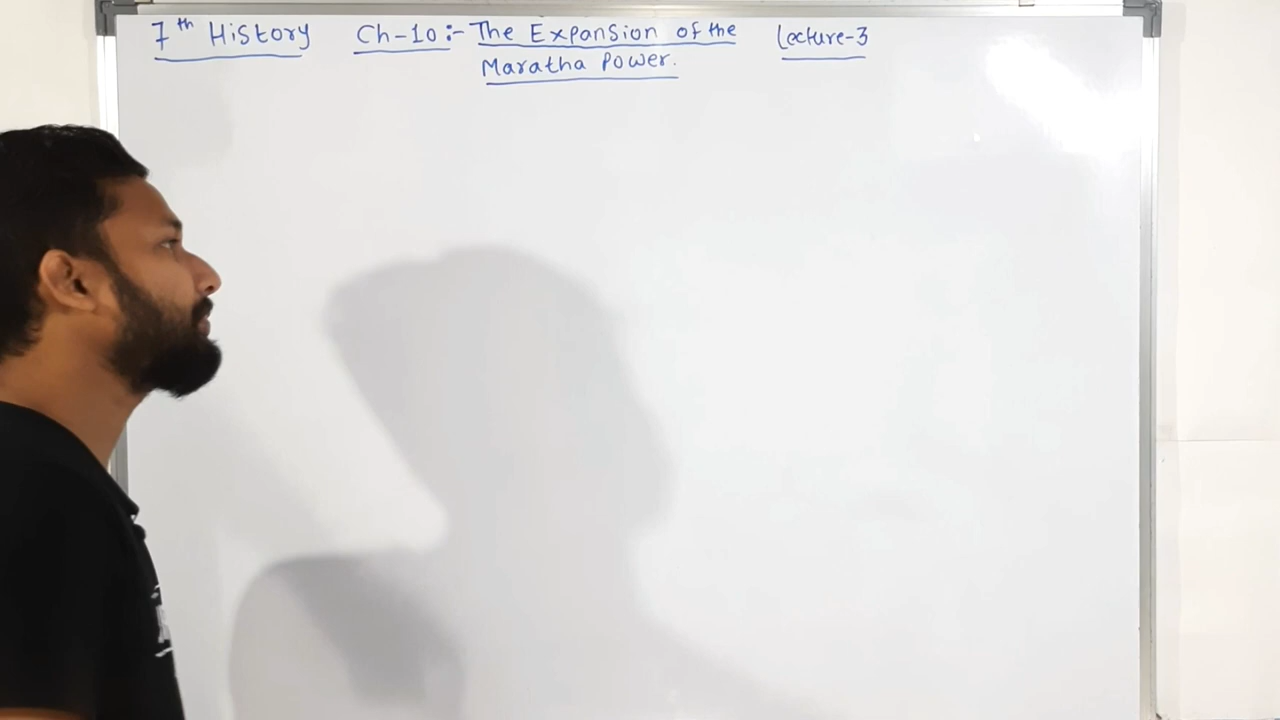 7th History Ch-10:- The Expansion of the Lecture-3
Maratha Power.